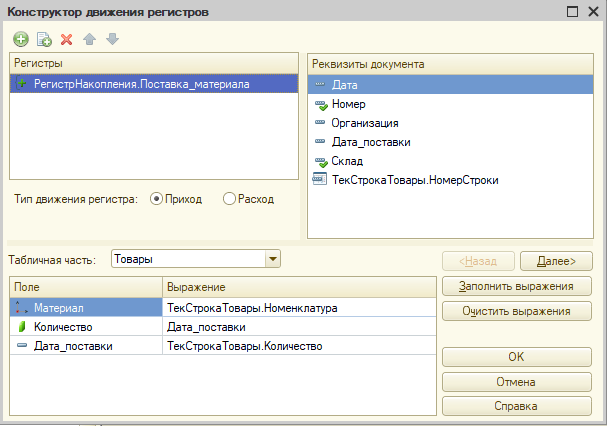 Конструктор движения регистров
Регистры
РегистрНакопления.Поставка_материала
Тип движения регистра:
Приход
Расход
Реквизиты документа
Дата
Номер
Организация
Дата_поставки
Склад
ТекСтрокаТовары.НомерСтроки
Табличная часть:
Товары
<Назад
Далее>
Поле
Выражение
Материал
ТекСтрокаТовары.Номенклатура
Количество
Дата_поставки
Дата_поставки
ТекСтрокаТовары.Количество
Заполнить выражения
Очистить выражения
OK
Отмена
Справка